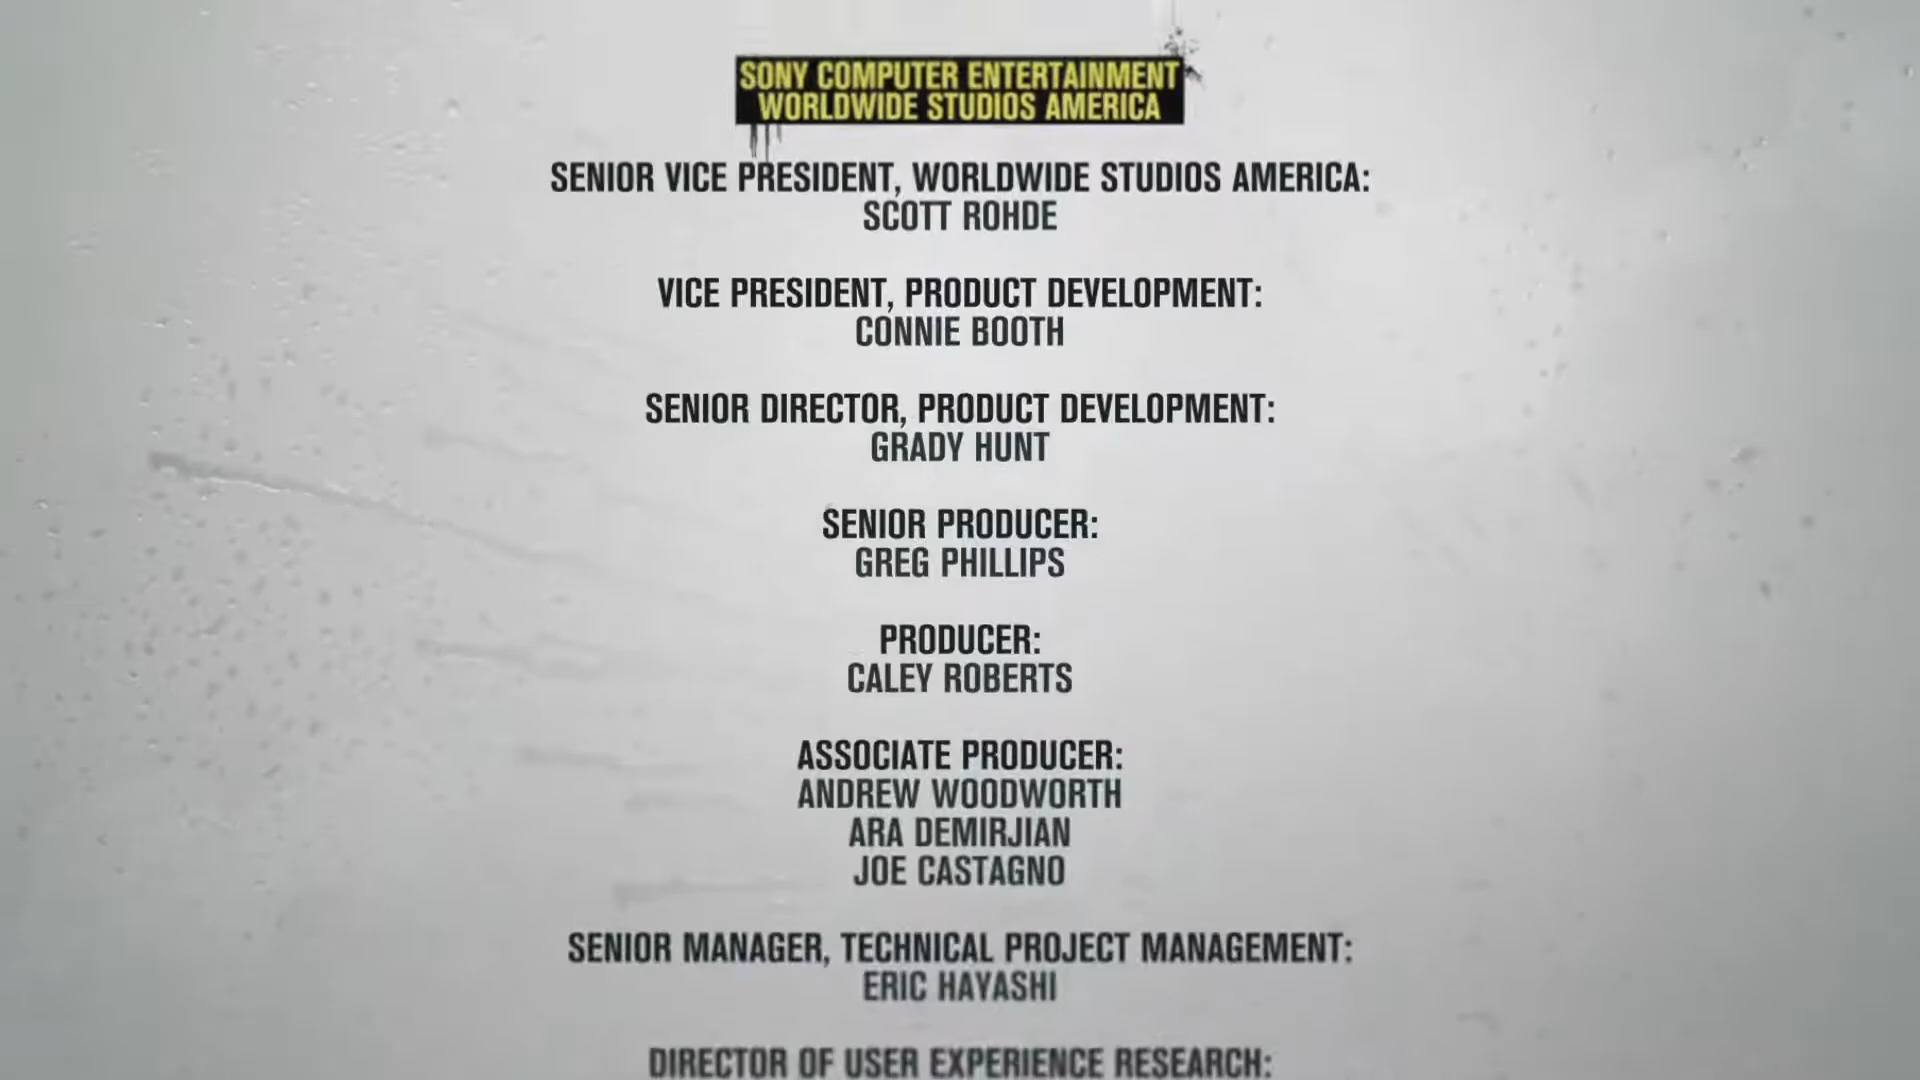 SONY COMPUTER ENTERTAINMENT
WORLDWIDE STUDIOS AMERICA
SENIOR VICE PRESIDENT, WORLDWIDE STUDIOS AMERICA:
SCOTT ROHDE
VICE PRESIDENT, PRODUCT DEVELOPMENT:
CONNIE BOOTH
SENIOR DIRECTOR, PRODUCT DEVELOPMENT:
GRADY HUNT
SENIOR PRODUCER:
GREG PHILLIPS
PRODUCER:
CALEY ROBERTS
ASSOCIATE PRODUCER:
ANDREW WOODWORTH
ARA DEMIRJIAN
JOE CASTAGNO
SENIOR MANAGER, TECHNICAL PROJECT MANAGEMENT:
ERIC HAYASHI
DIRECTOR OF USER EXPERIENCE RESEARCH: